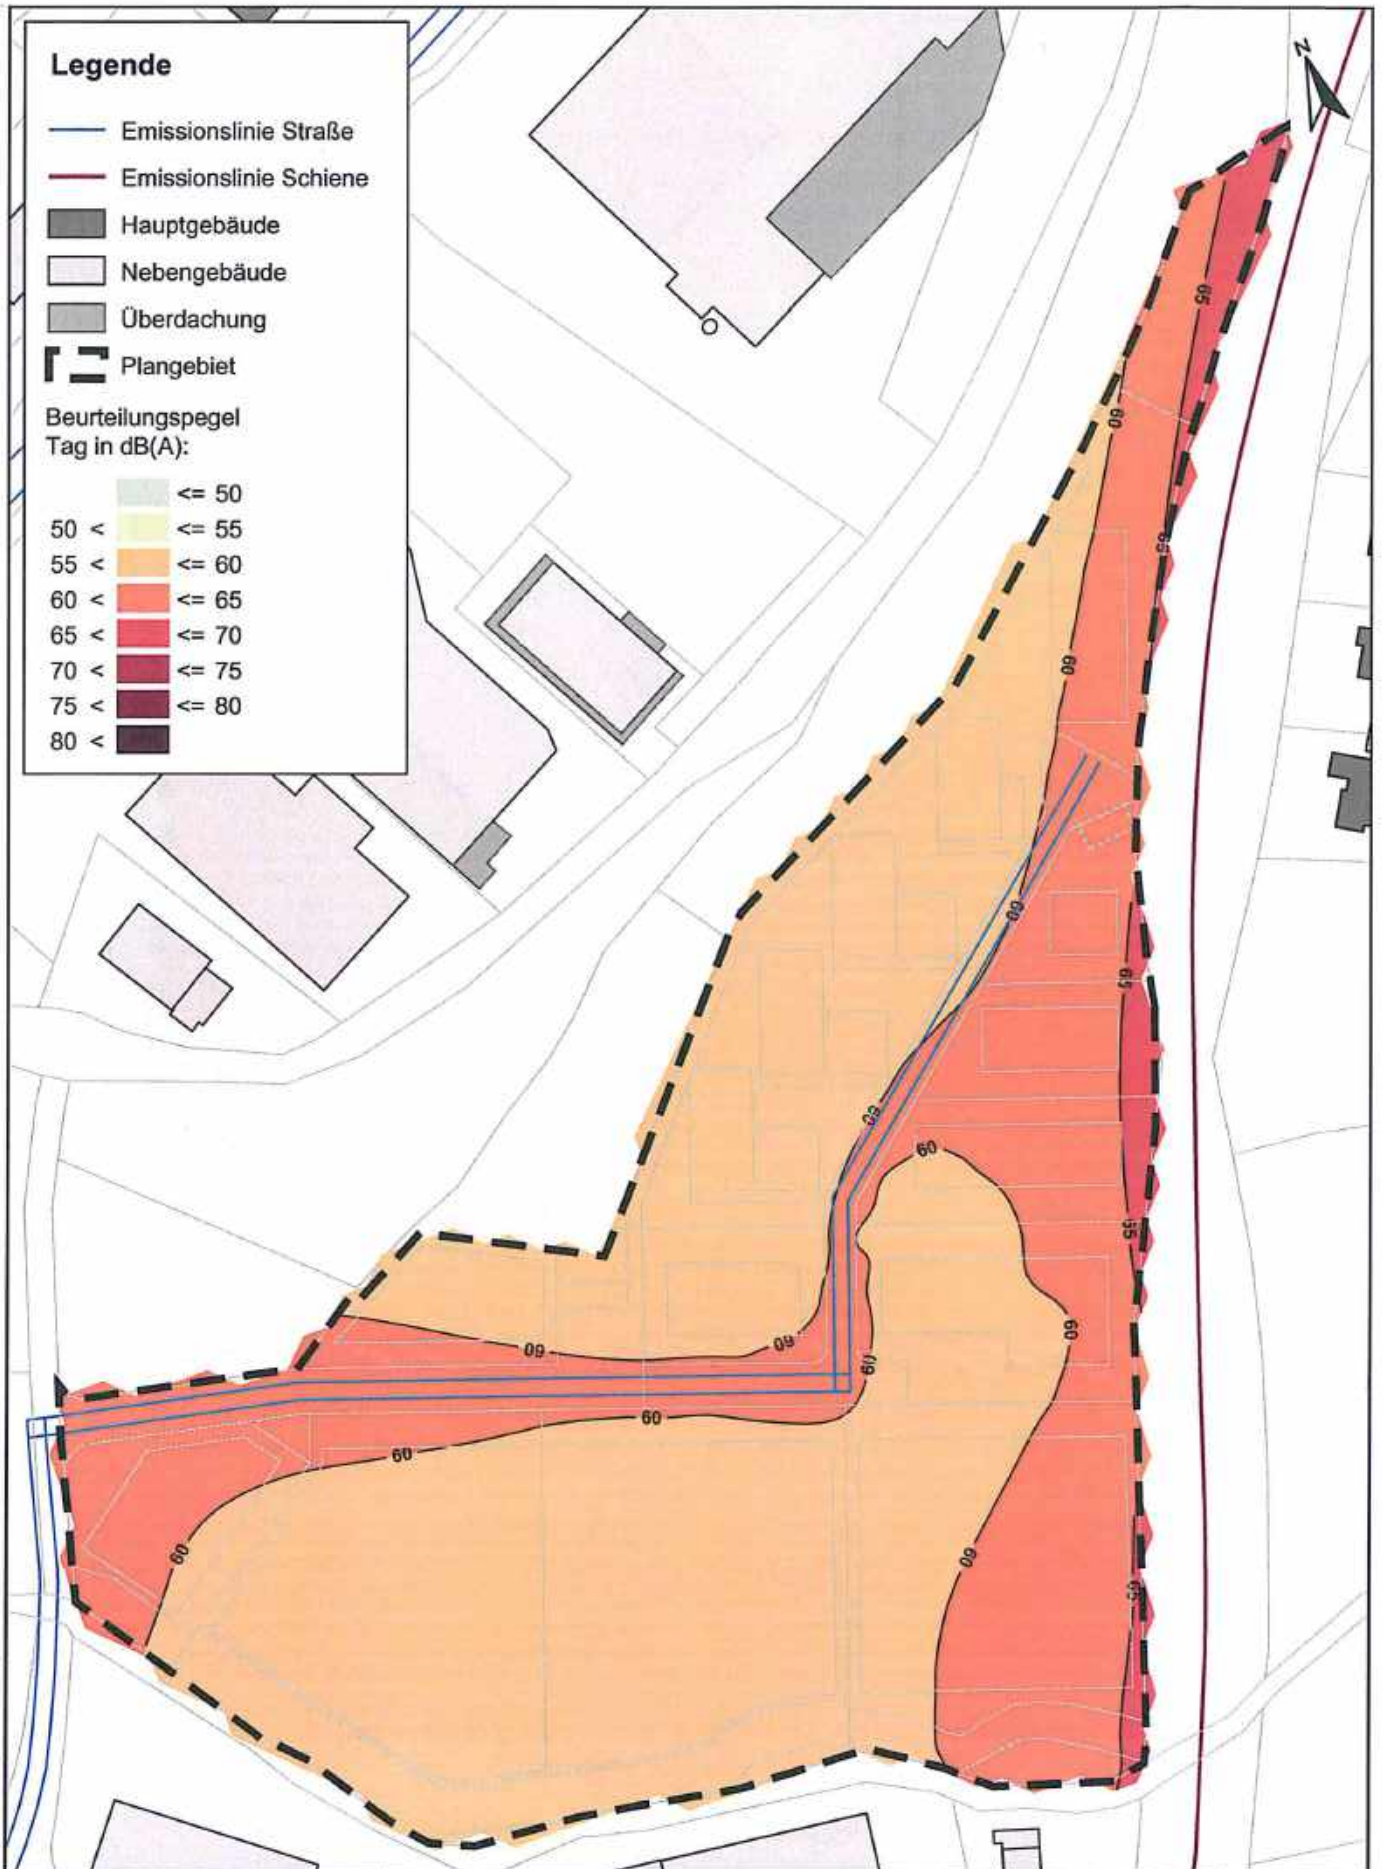 Legende
Emissionslinie Straße
Emissionslinie Schiene
Hauptgebäude
Nebengebäude
Überdachung
Plangebiet
Beurteilungspegel
Tag in dB(A):
<= 50
50 < <= 55
55 < <= 60
60 < <= 65
65 < <= 70
70 < <= 75
75 < <= 80
80 <
N
65
60
65
60
60
65
60
60
65
60
60
60
60
60
60
60
60
65